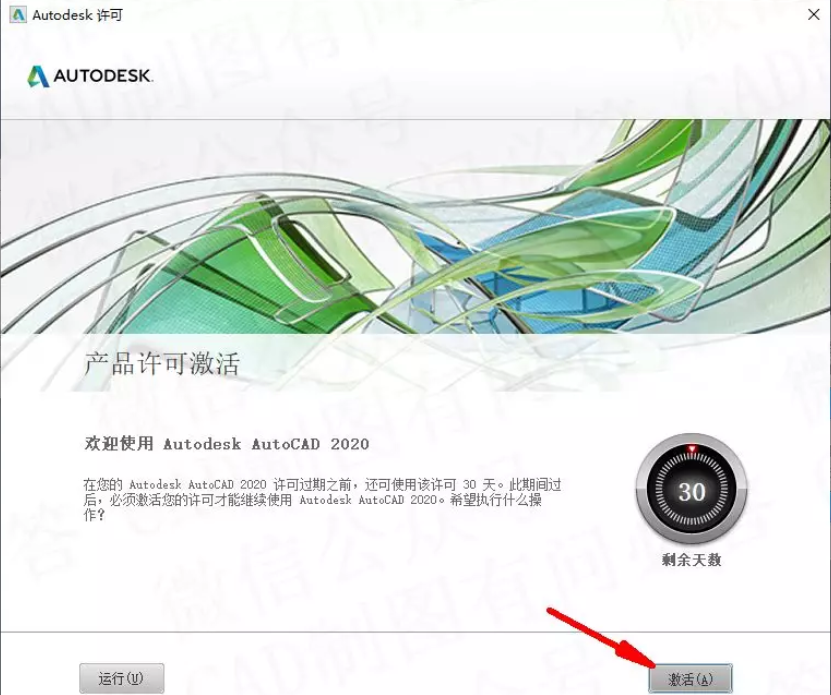 Autodesk 许可
AUTODESK.
产品许可激活
欢迎使用 Autodesk AutoCAD 2020
在您的 Autodesk AutoCAD 2020 许可过期之前，还可使用该许可 30 天。此期间过
后，必须激活您的许可才能继续使用 Autodesk AutoCAD 2020。希望执行什么操
作？
30
剩余天数
运行(U)
激活(A)
微信公众号
CAD制图有问必答